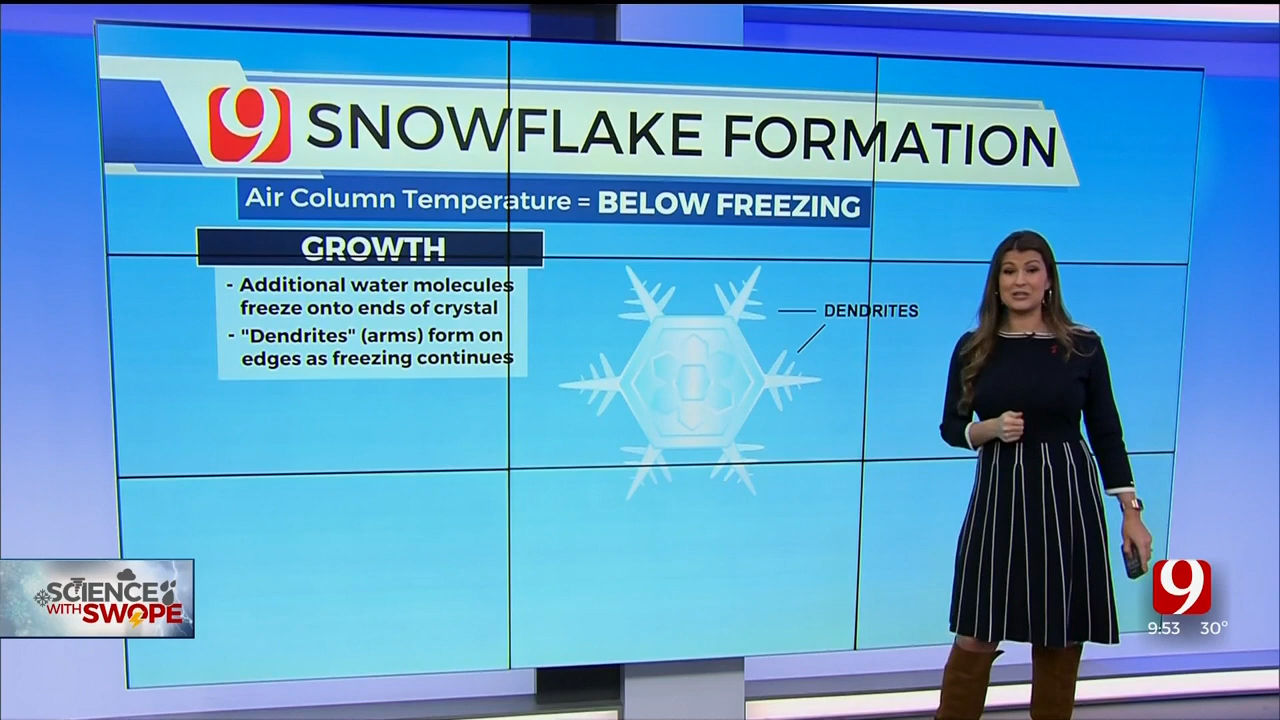 9 SNOWFLAKE FORMATION
Air Column Temperature = BELOW FREEZING
GROWTH
- Additional water molecules
freeze onto ends of crystal
- "Dendrites" (arms) form on
edges as freezing continues
DENDRITES
SCIENCE
WITH SWOPE
9
9:53 30°